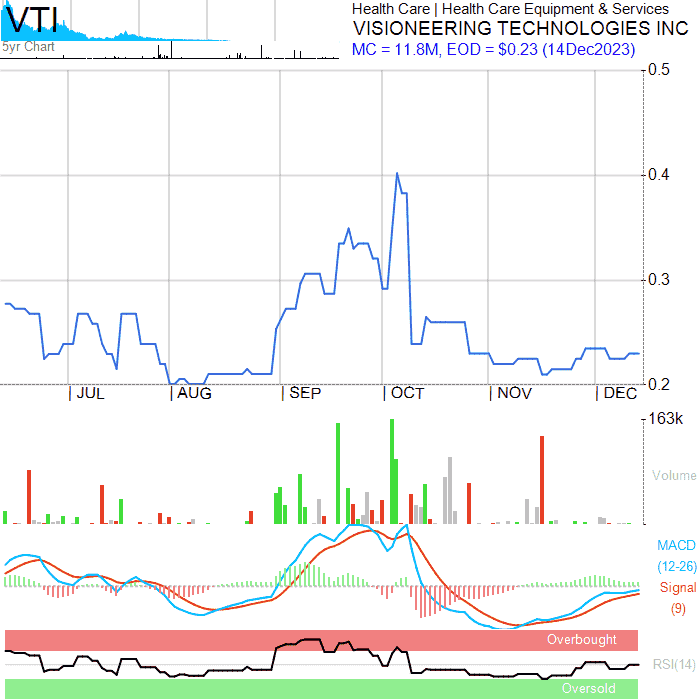 VTI
5yr Chart
Health Care | Health Care Equipment & Services
VISIONEERING TECHNOLOGIES INC
MC = 11.8M, EOD = $0.23 (14Dec2023)
0.5
0.4
0.3
0.2
JUL AUG SEP OCT NOV DEC
163k
Volume
MACD
(12-26)
Signal
(9)
Overbought
RSI(14)
Oversold